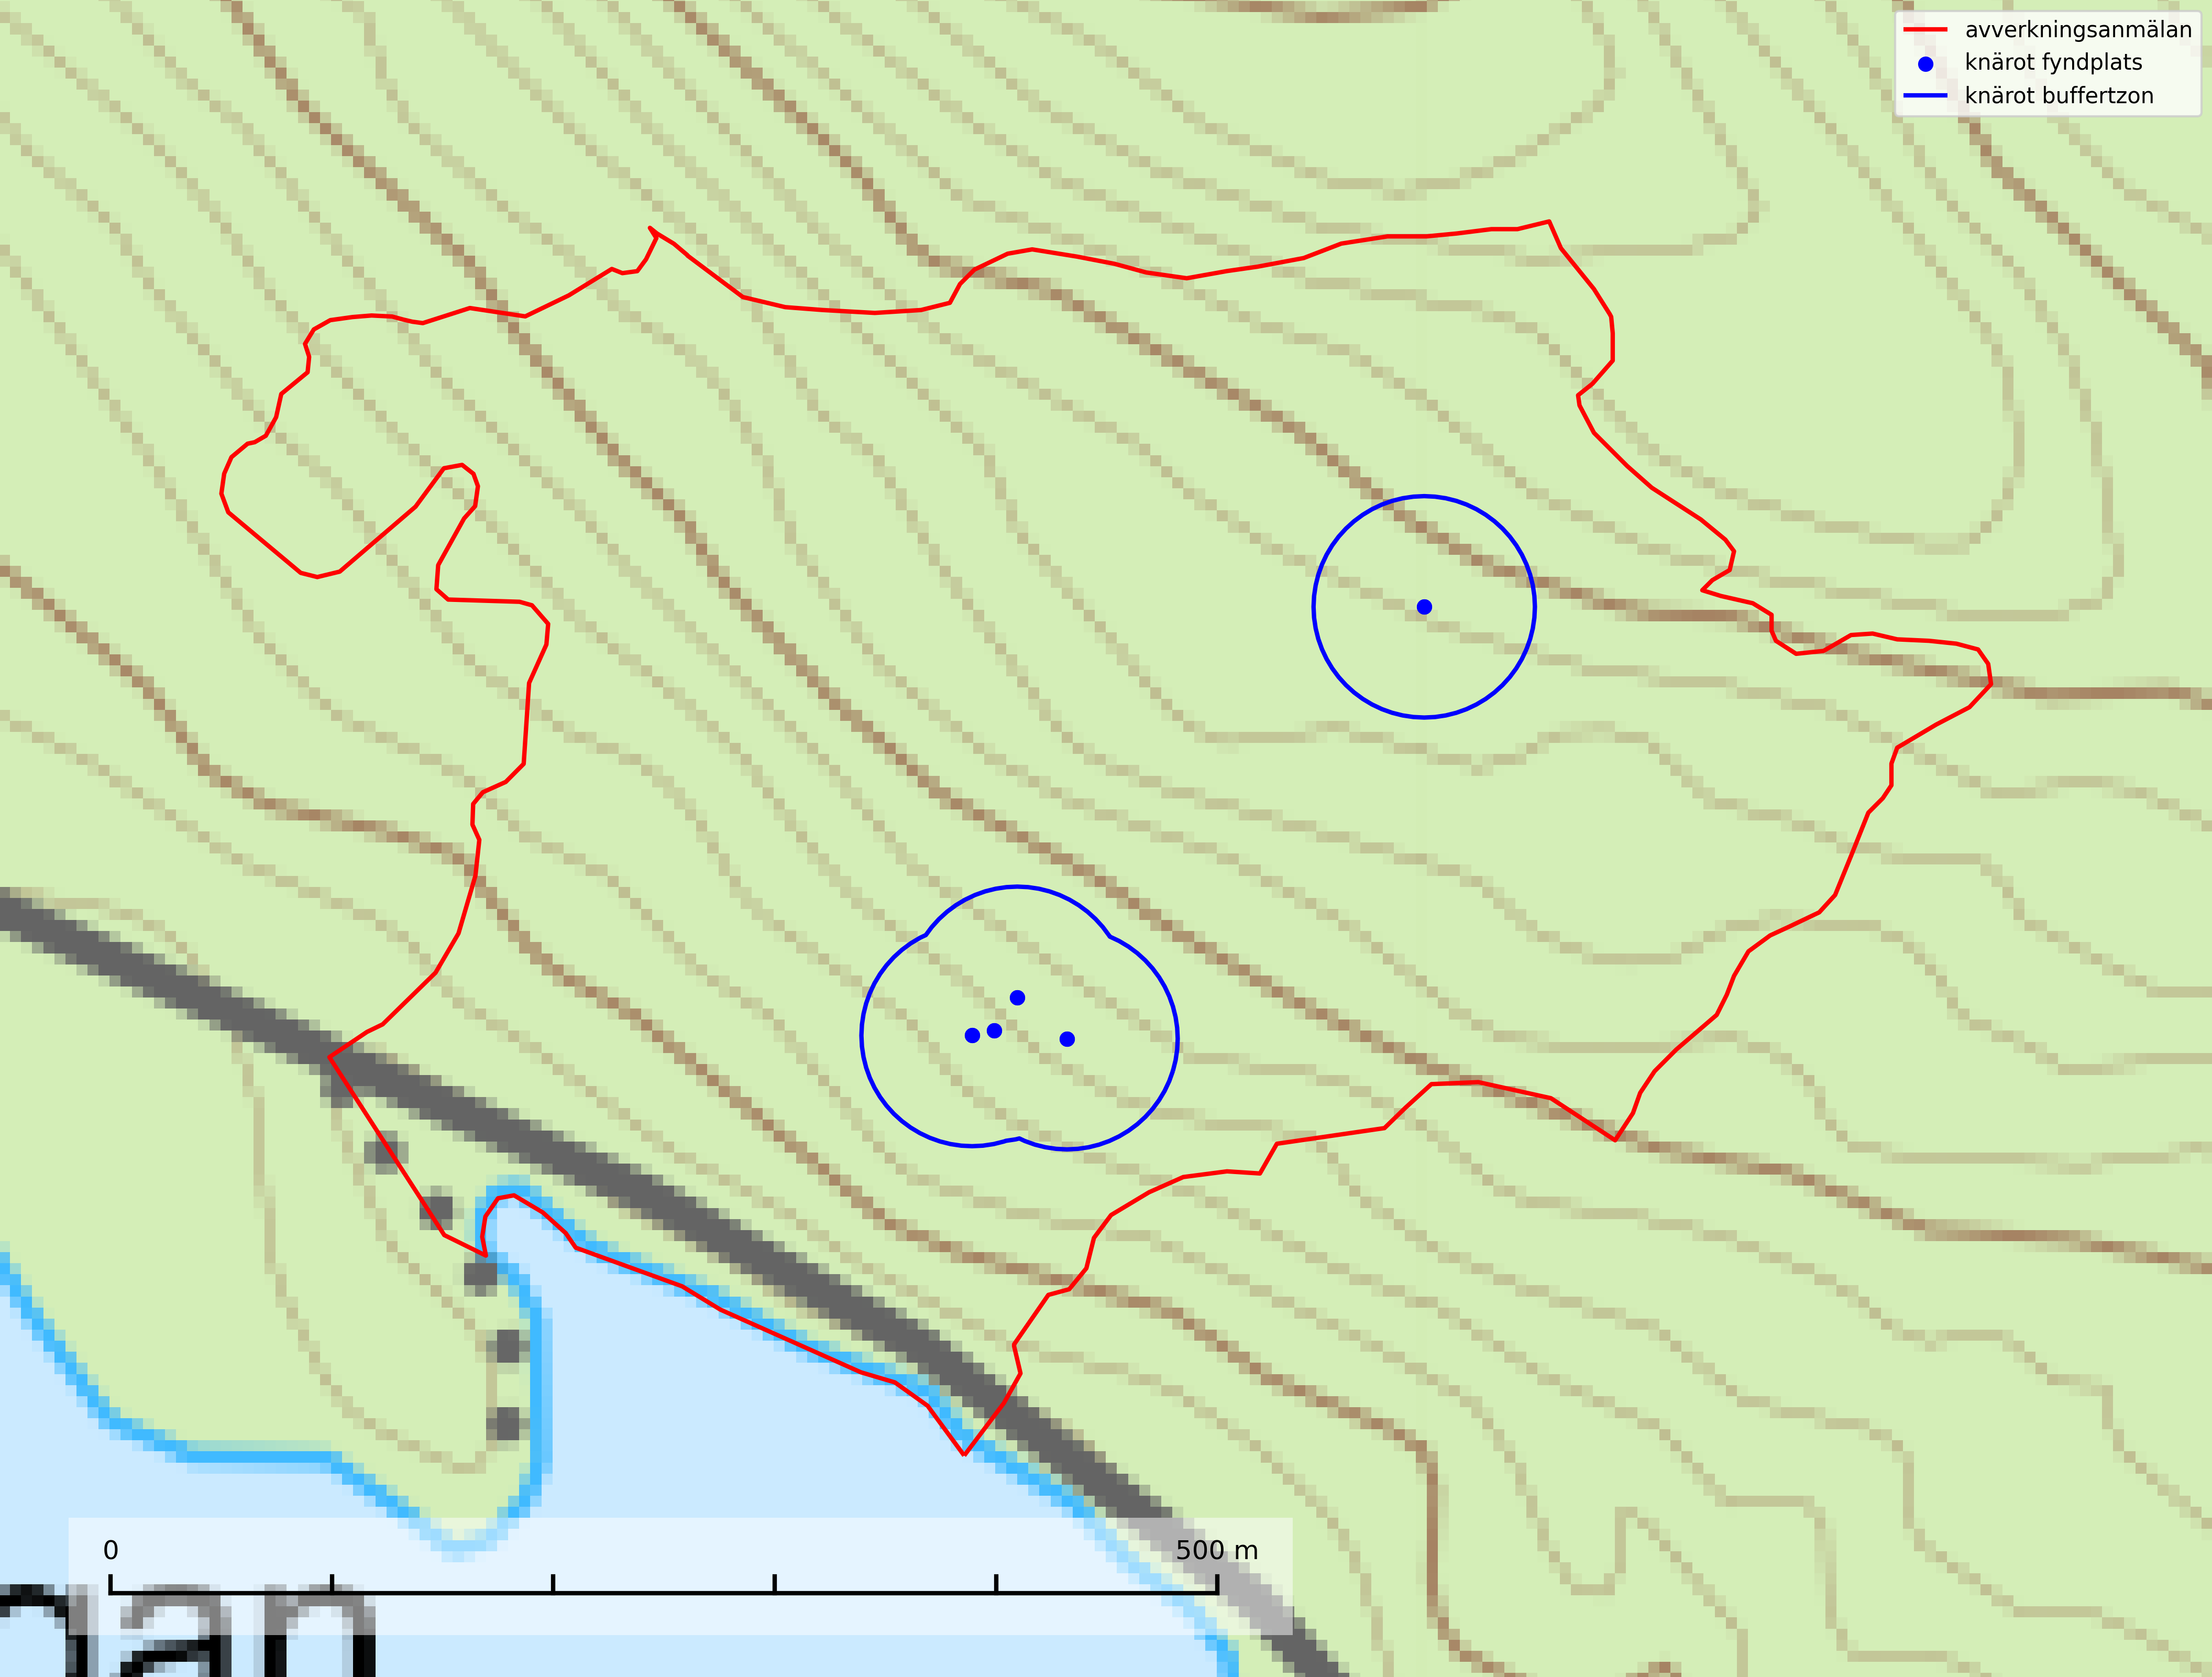 avverkningsanmälan
knärot fyndplats
knärot buffertzon
0 500 m